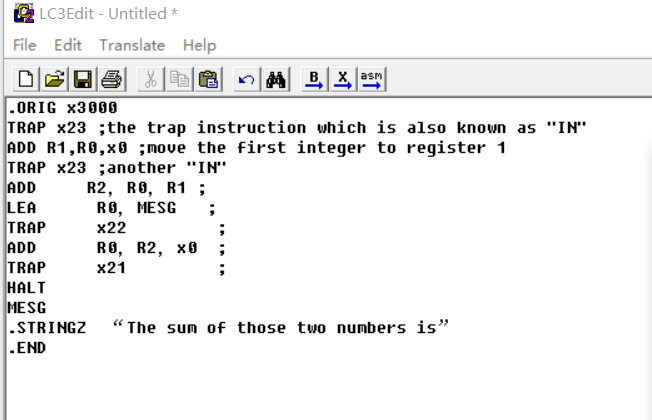 LC3Edit - Untitled *
File Edit Translate Help
B X asm
.ORIG x3000
TRAP x23 ;the trap instruction which is also known as "IN"
ADD R1,R0,x0 ;move the first integer to register 1
TRAP x23 ;another "IN"
ADD     R2, R0, R1 ;
LEA      R0, MESG   ;
TRAP     x22         ;
ADD      R0, R2, x0  ;
TRAP     x21         ;
HALT
MESG
.STRINGZ  “The sum of those two numbers is”
.END